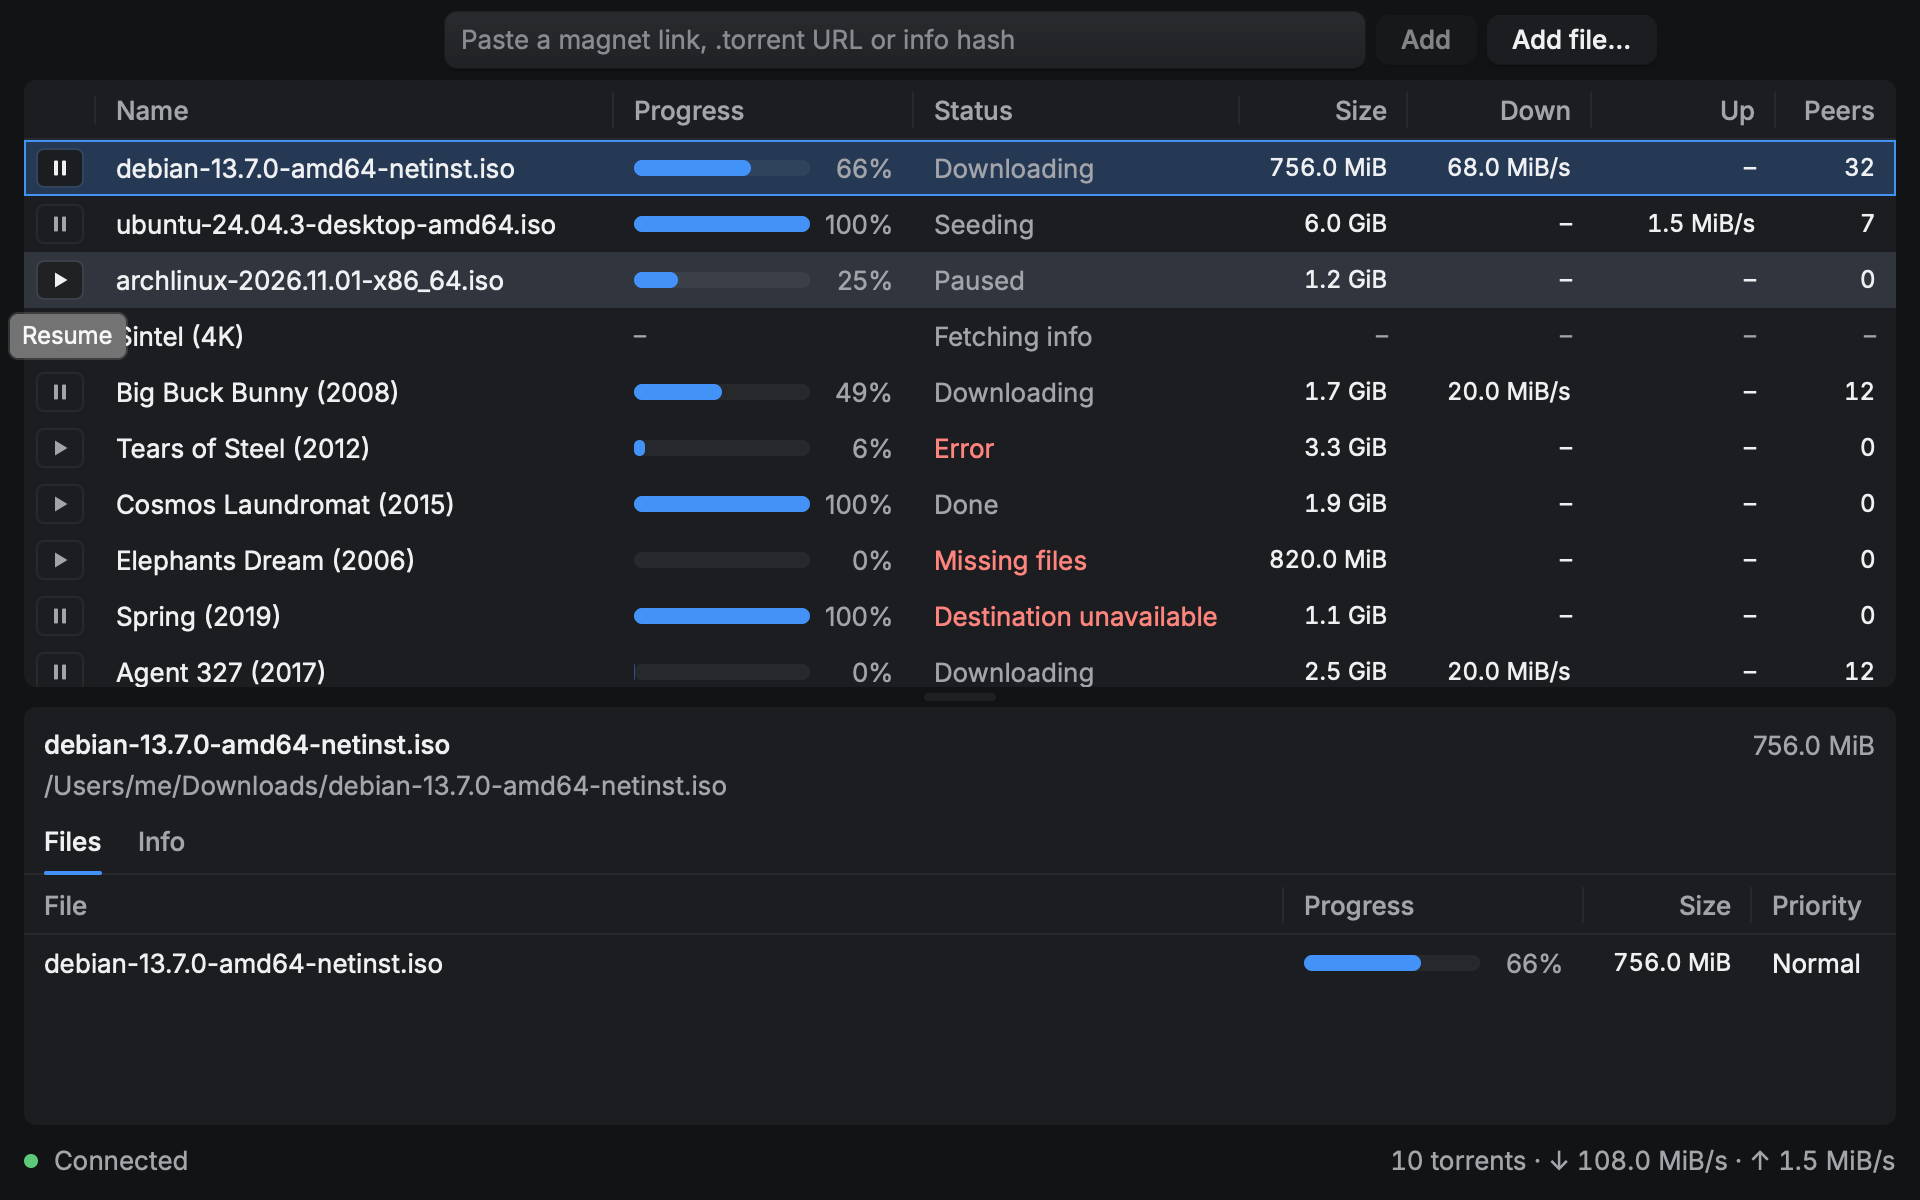 Paste a magnet link, .torrent URL or info hash Add Add file...
Name Progress Status Size Down Up Peers
debian-13.7.0-amd64-netinst.iso 66% Downloading 756.0 MiB 68.0 MiB/s – 32
ubuntu-24.04.3-desktop-amd64.iso 100% Seeding 6.0 GiB – 1.5 MiB/s 7
archlinux-2026.11.01-x86_64.iso 25% Paused 1.2 GiB – – 0
Resume Sintel (4K) – Fetching info – – – –
Big Buck Bunny (2008) 49% Downloading 1.7 GiB 20.0 MiB/s – 12
Tears of Steel (2012) 6% Error 3.3 GiB – – 0
Cosmos Laundromat (2015) 100% Done 1.9 GiB – – 0
Elephants Dream (2006) 0% Missing files 820.0 MiB – – 0
Spring (2019) 100% Destination unavailable 1.1 GiB – – 0
Agent 327 (2017) 0% Downloading 2.5 GiB 20.0 MiB/s – 12
debian-13.7.0-amd64-netinst.iso 756.0 MiB
/Users/me/Downloads/debian-13.7.0-amd64-netinst.iso
Files Info
File Progress Size Priority
debian-13.7.0-amd64-netinst.iso 66% 756.0 MiB Normal
Connected 10 torrents · ↓ 108.0 MiB/s · ↑ 1.5 MiB/s